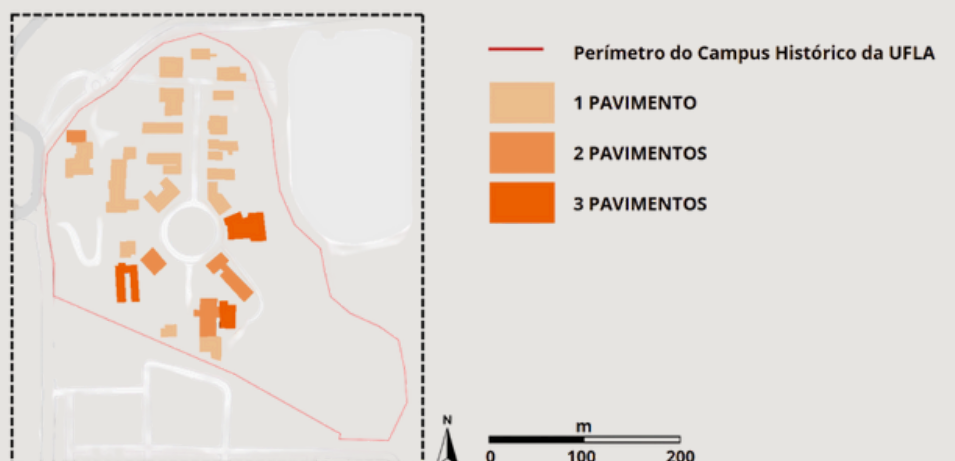 Perímetro do Campus Histórico da UFLA
1 PAVIMENTO
2 PAVIMENTOS
3 PAVIMENTOS
N
m
0 100 200